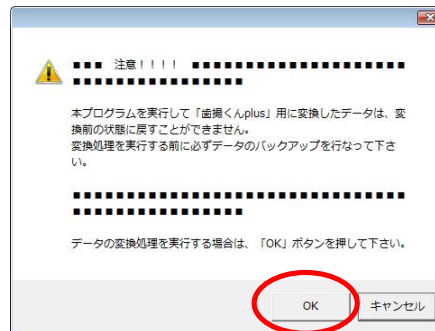 ■■■ 注意！！！！ ■■■■■■■■■■■■■■■■■■■■
■■■■■■■■■■■■■■■■
本プログラムを実行して「歯撮くんplus」用に変換したデータは、変
換前の状態に戻すことができません。
変換処理を実行する前に必ずデータのバックアップを行なって下さ
い。
■■■■■■■■■■■■■■■■■■■■■■■■■■■■■■■
■■■■■■■■■■■■■■■■
データの変換処理を実行する場合は、「OK」ボタンを押して下さい。
OK キャンセル